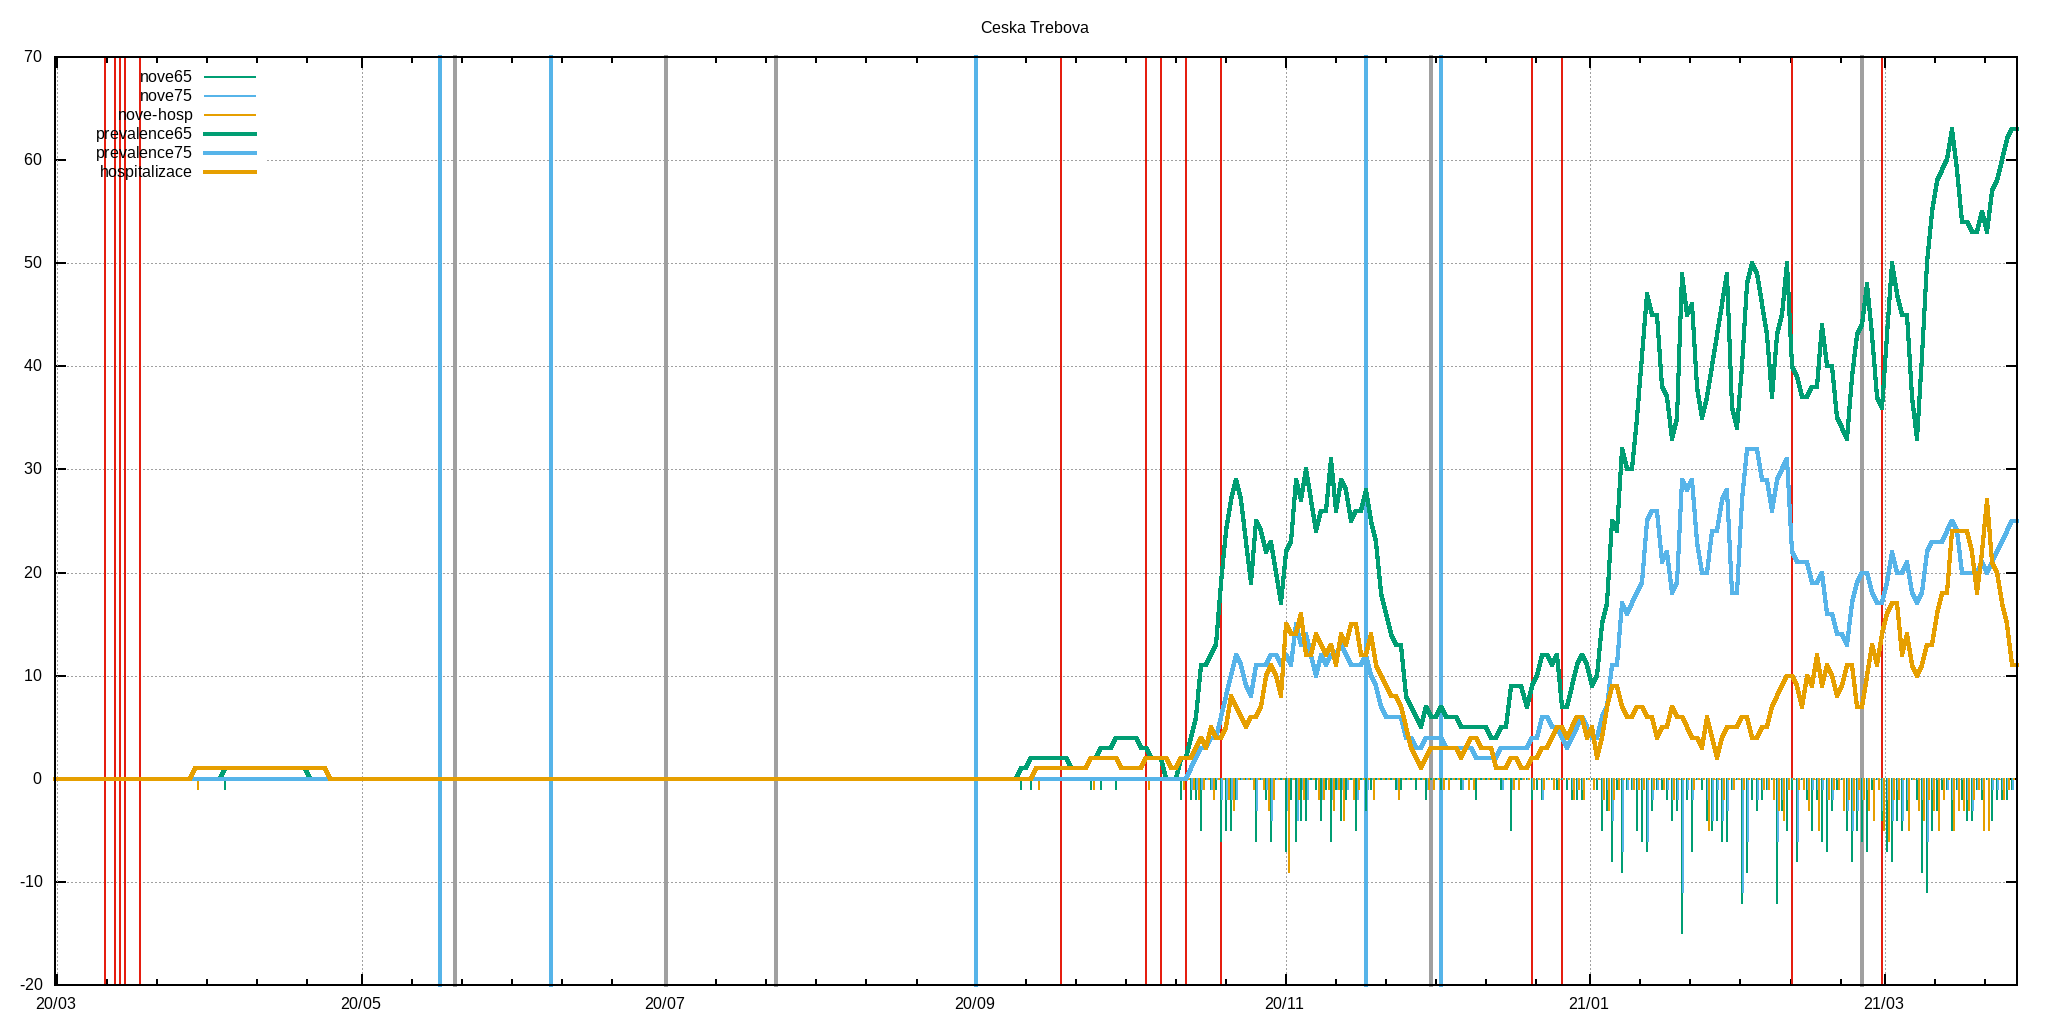 Ceska Trebova
70
60
50
40
30
20
10
0
-10
-20
nove65
nove75
nove-hosp
prevalence65
prevalence75
hospitalizace
20/03 20/05 20/07 20/09 20/11 21/01 21/03